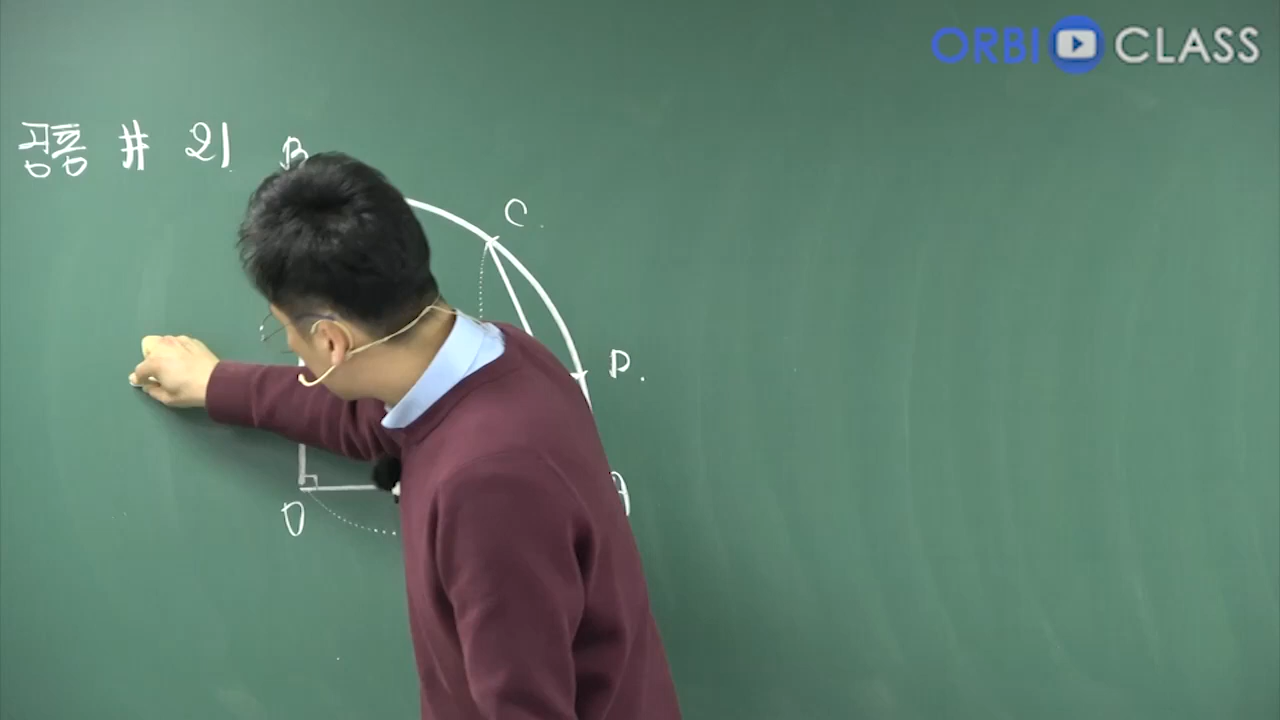 ORBI CLASS
공통 # 21.
B
C.
D.
A
O